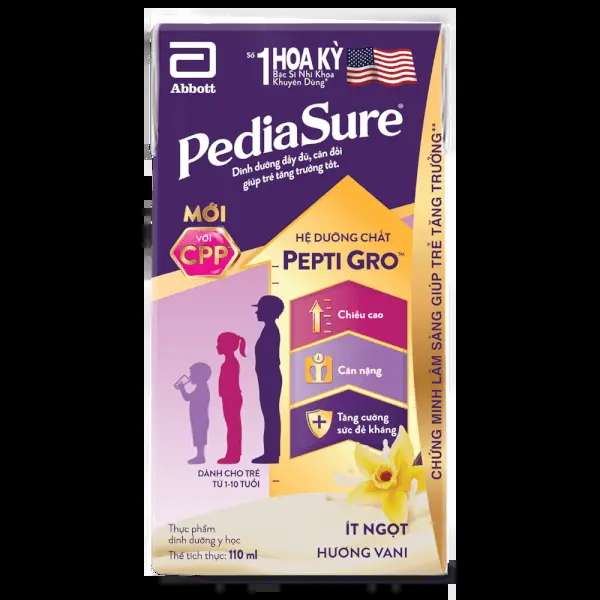 Abbott
Số 1 HOA KỲ
Bác Sĩ Nhi Khoa
Khuyên Dùng*
PediaSure®
Dinh dưỡng đầy đủ, cân đối
giúp trẻ tăng trưởng tốt.
MỚI
VỚI
CPP
HỆ DƯỠNG CHẤT
PEPTI GRO™
Chiều cao
Cân nặng
Tăng cường
sức đề kháng
DÀNH CHO TRẺ
TỪ 1-10 TUỔI
Thực phẩm
dinh dưỡng y học
Thể tích thực: 110 ml
ÍT NGỌT
HƯƠNG VANI
CHỨNG MINH LÂM SÀNG GIÚP TRẺ TĂNG TRƯỞNG**